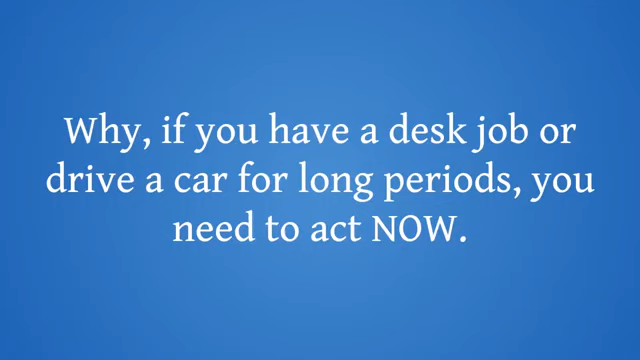 Why, if you have a desk job or
drive a car for long periods, you
need to act NOW.